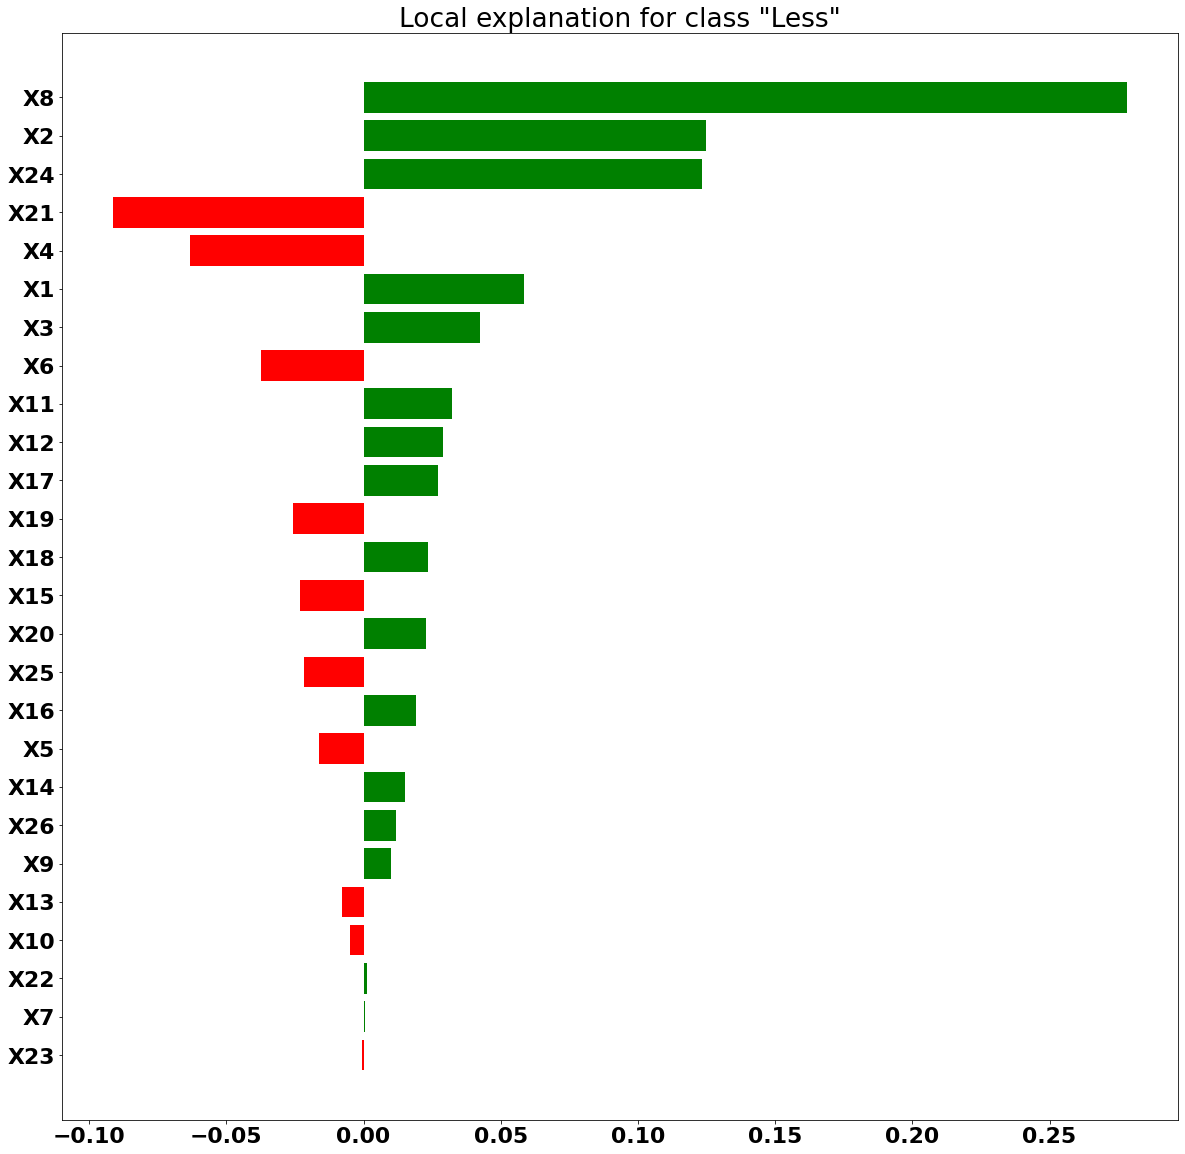 Local explanation for class "Less"
X8
X2
X24
X21
X4
X1
X3
X6
X11
X12
X17
X19
X18
X15
X20
X25
X16
X5
X14
X26
X9
X13
X10
X22
X7
X23
−0.10 −0.05 0.00 0.05 0.10 0.15 0.20 0.25